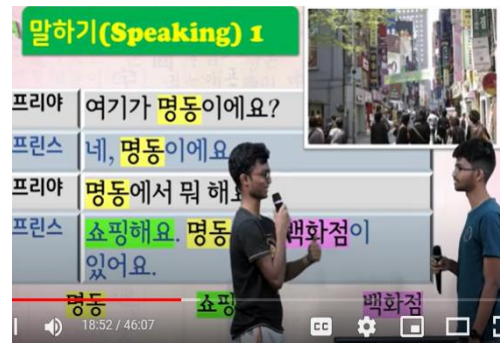 말하기(Speaking) 1
프리야 여기가 명동이에요?
프린스 네, 명동이에요
프리야 명동에서 뭐 해
프린스 쇼핑해요. 명동 백화점이
있어요.
명동 쇼핑 백화점
18:52 / 46:07
CC